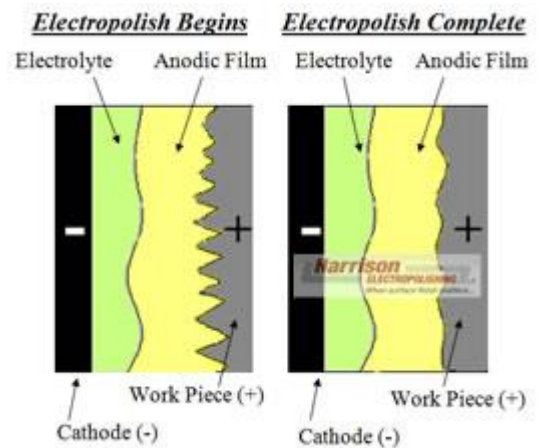 Electropolish Begins
Electropolish Complete
Electrolyte
Anodic Film
Electrolyte
Anodic Film
-
+
-
+
Harrison
ELECTROPOLISHING
Work Piece (+)
Work Piece (+)
Cathode (-)
Cathode (-)